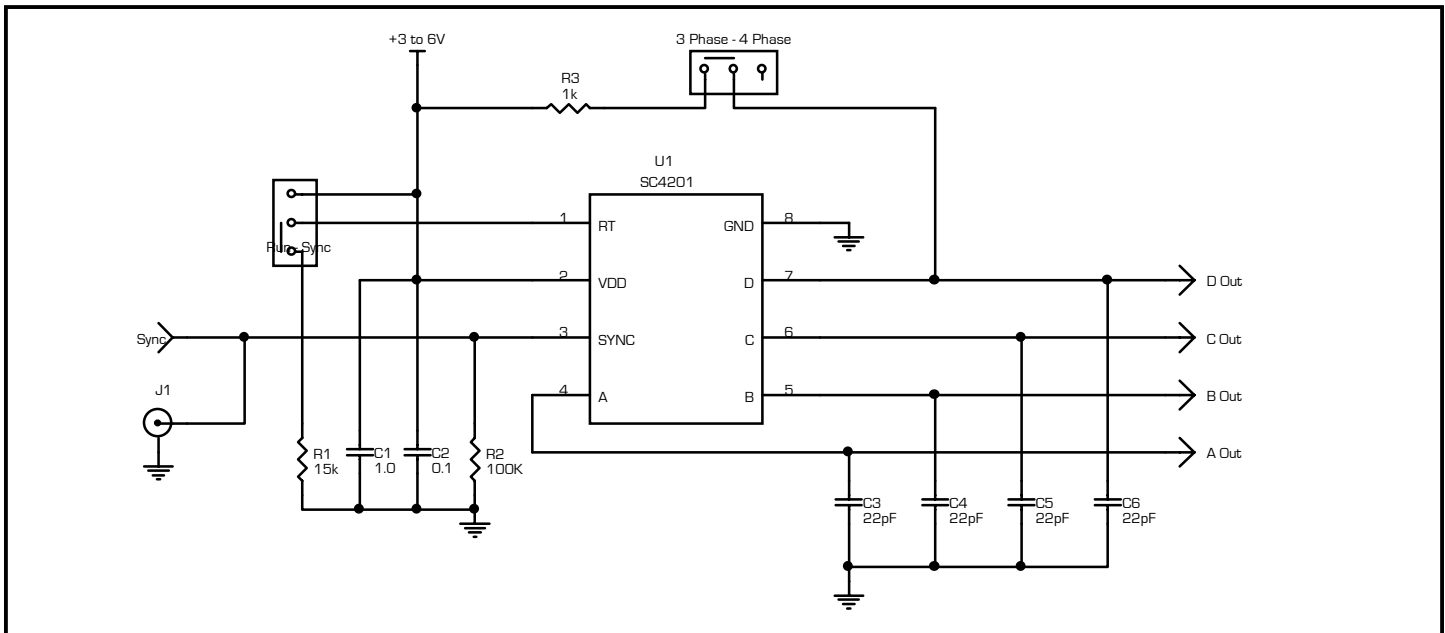 +3 to 6V
3 Phase - 4 Phase
R3
1k
U1
SC4201
Run - Sync
1
RT
GND
8
2
VDD
D
7
D Out
Sync
3
SYNC
C
6
C Out
J1
4
A
B
5
B Out
A Out
R1
15k
C1
1.0
C2
0.1
R2
100K
C3
22pF
C4
22pF
C5
22pF
C6
22pF